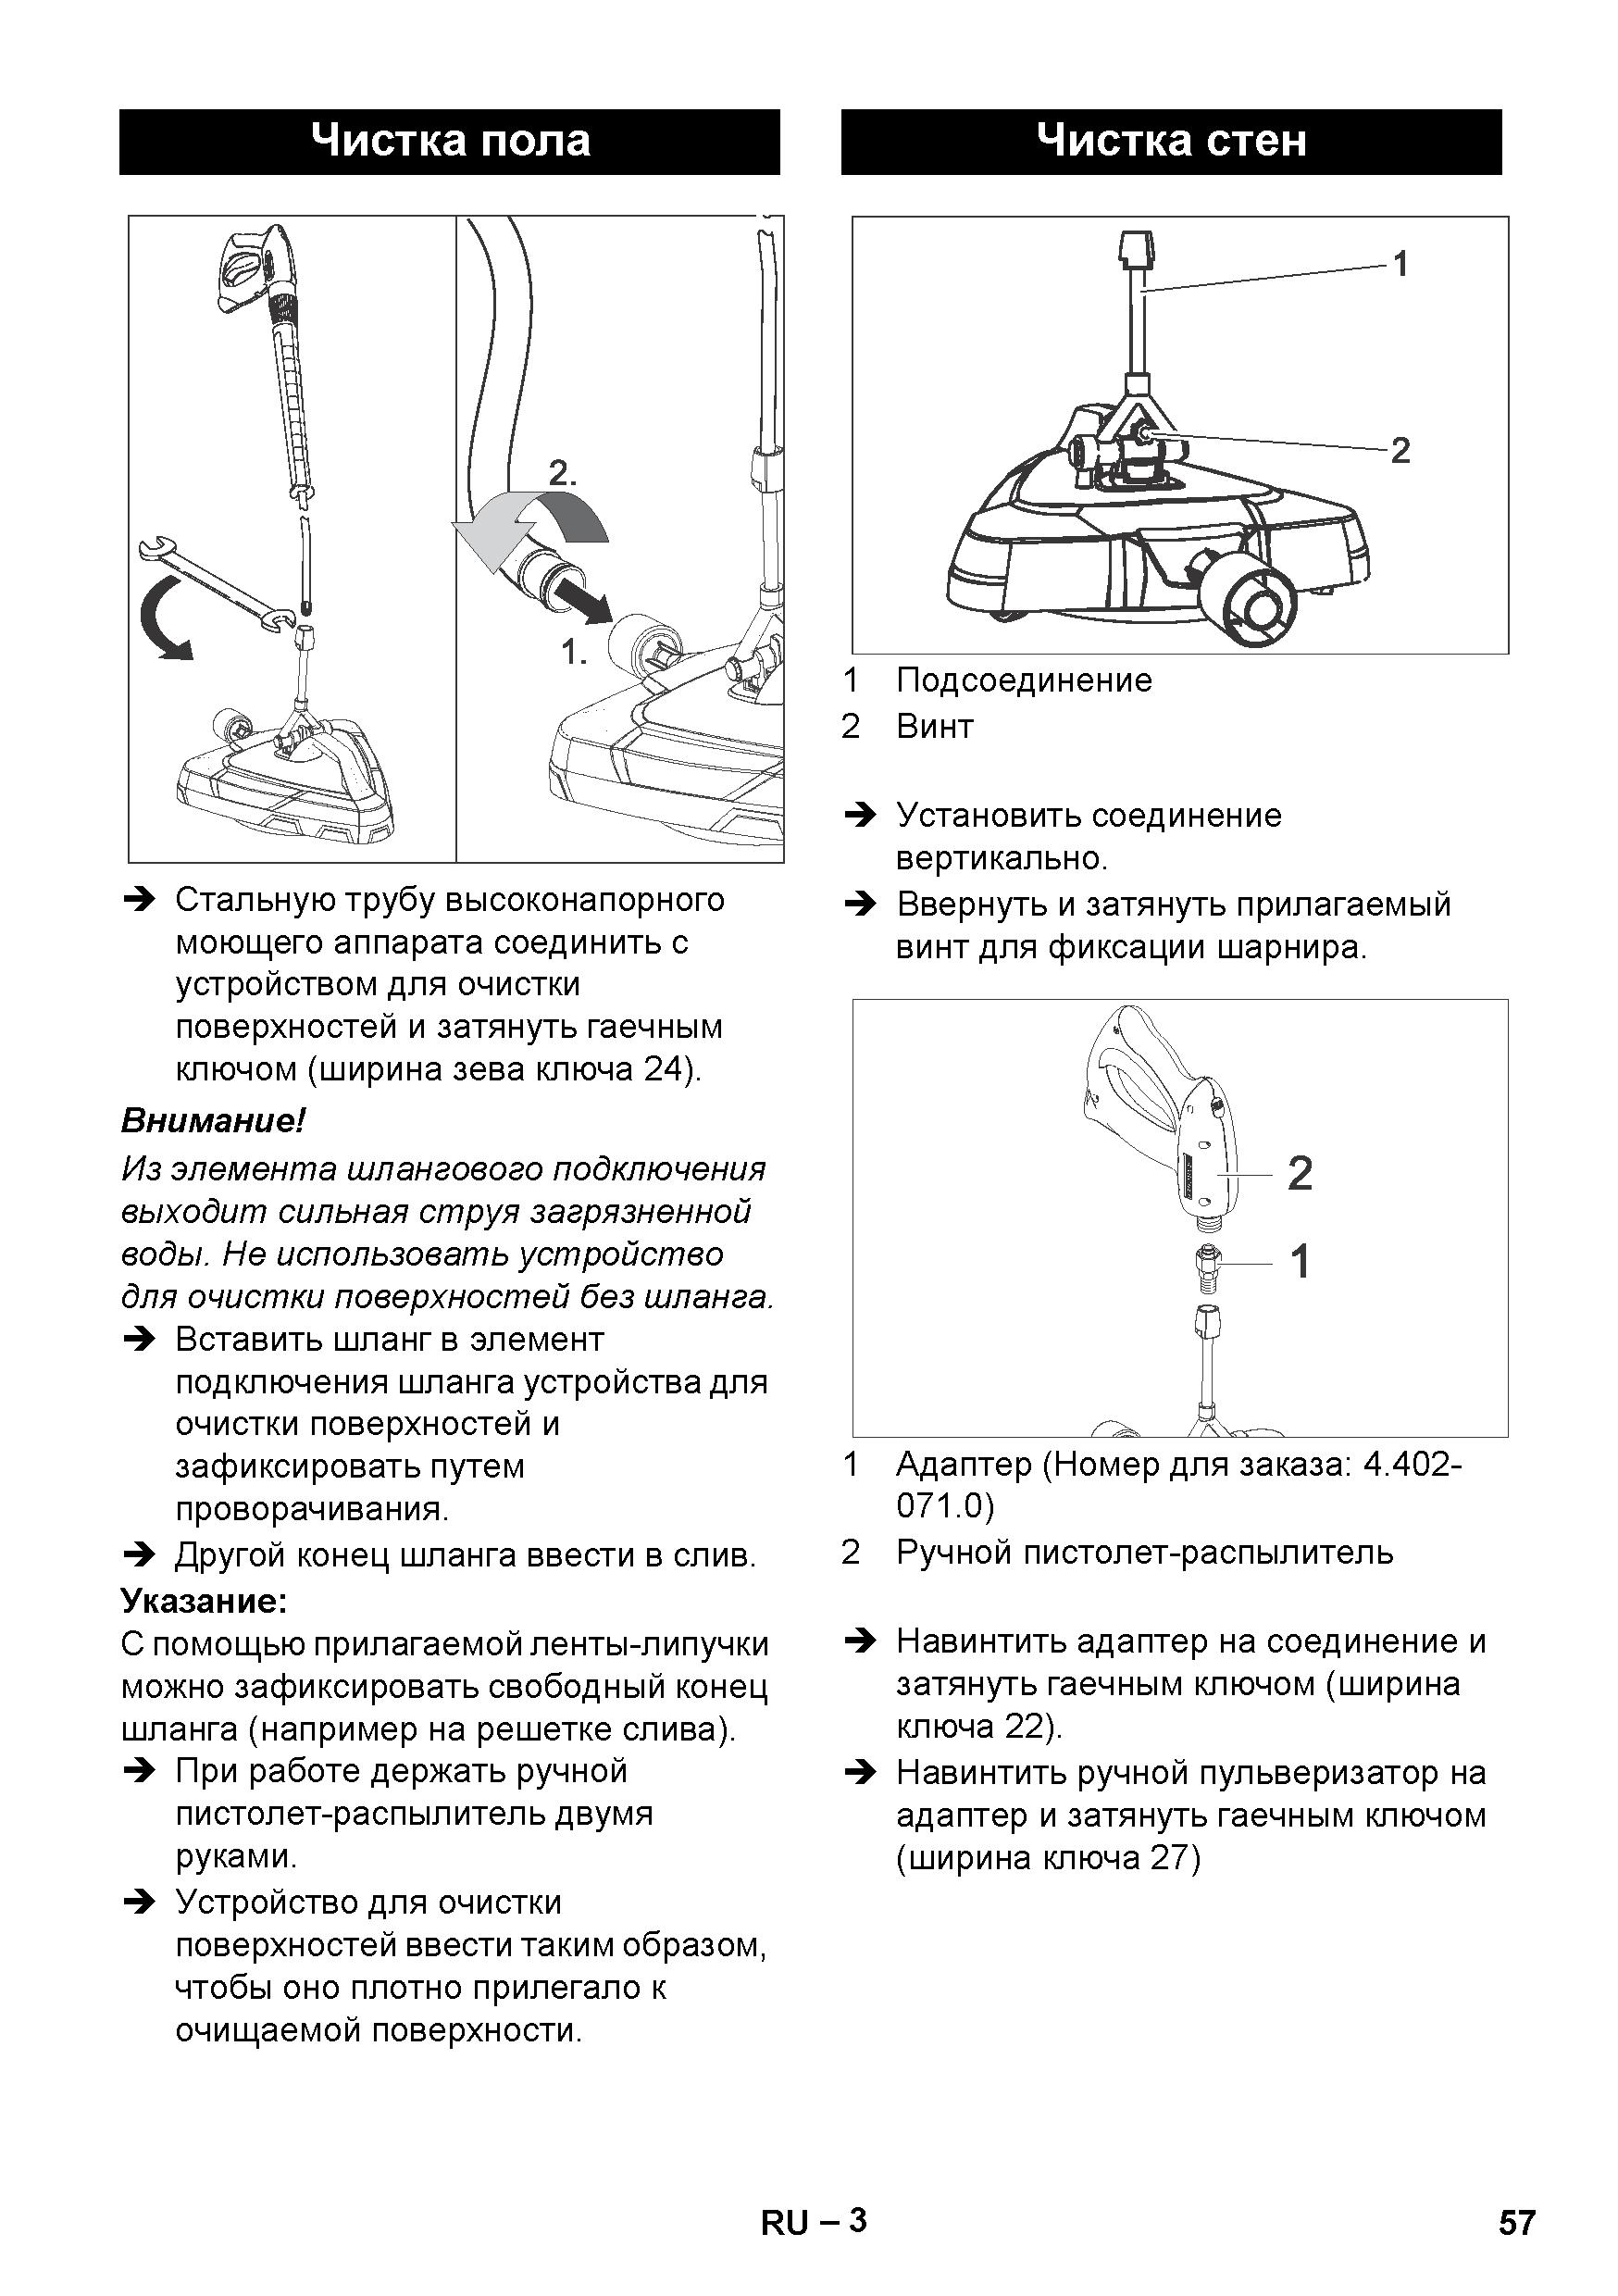 Чистка пола
2.
1.
➔ Стальную трубу высоконапорного
моющего аппарата соединить с
устройством для очистки
поверхностей и затянуть гаечным
ключом (ширина зева ключа 24).
Внимание!
Из элемента шлангового подключения
выходит сильная струя загрязненной
воды. Не использовать устройство
для очистки поверхностей без шланга.
➔ Вставить шланг в элемент
подключения шланга устройства для
очистки поверхностей и
зафиксировать путем
проворачивания.
➔ Другой конец шланга ввести в слив.
Указание:
С помощью прилагаемой ленты-липучки
можно зафиксировать свободный конец
шланга (например на решетке слива).
➔ При работе держать ручной
пистолет-распылитель двумя
руками.
➔ Устройство для очистки
поверхностей ввести таким образом,
чтобы оно плотно прилегало к
очищаемой поверхности.
Чистка стен
1
2
1 Подсоединение
2 Винт
➔ Установить соединение
вертикально.
➔ Ввернуть и затянуть прилагаемый
винт для фиксации шарнира.
2
1
1 Адаптер (Номер для заказа: 4.402-
071.0)
2 Ручной пистолет-распылитель
➔ Навинтить адаптер на соединение и
затянуть гаечным ключом (ширина
ключа 22).
➔ Навинтить ручной пульверизатор на
адаптер и затянуть гаечным ключом
(ширина ключа 27)
RU – 3
57